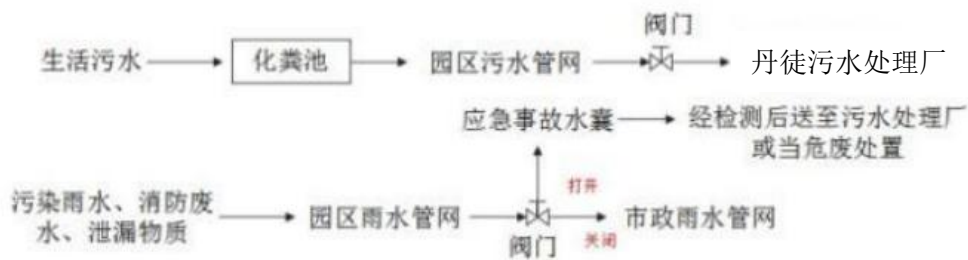 阀门
生活污水
化粪池
园区污水管网
丹徒污水处理厂
应急事故水囊
经检测后送至污水处理厂
或当危废处置
打开
污染雨水、消防废
水、泄漏物质
园区雨水管网
市政雨水管网
阀门
关闭